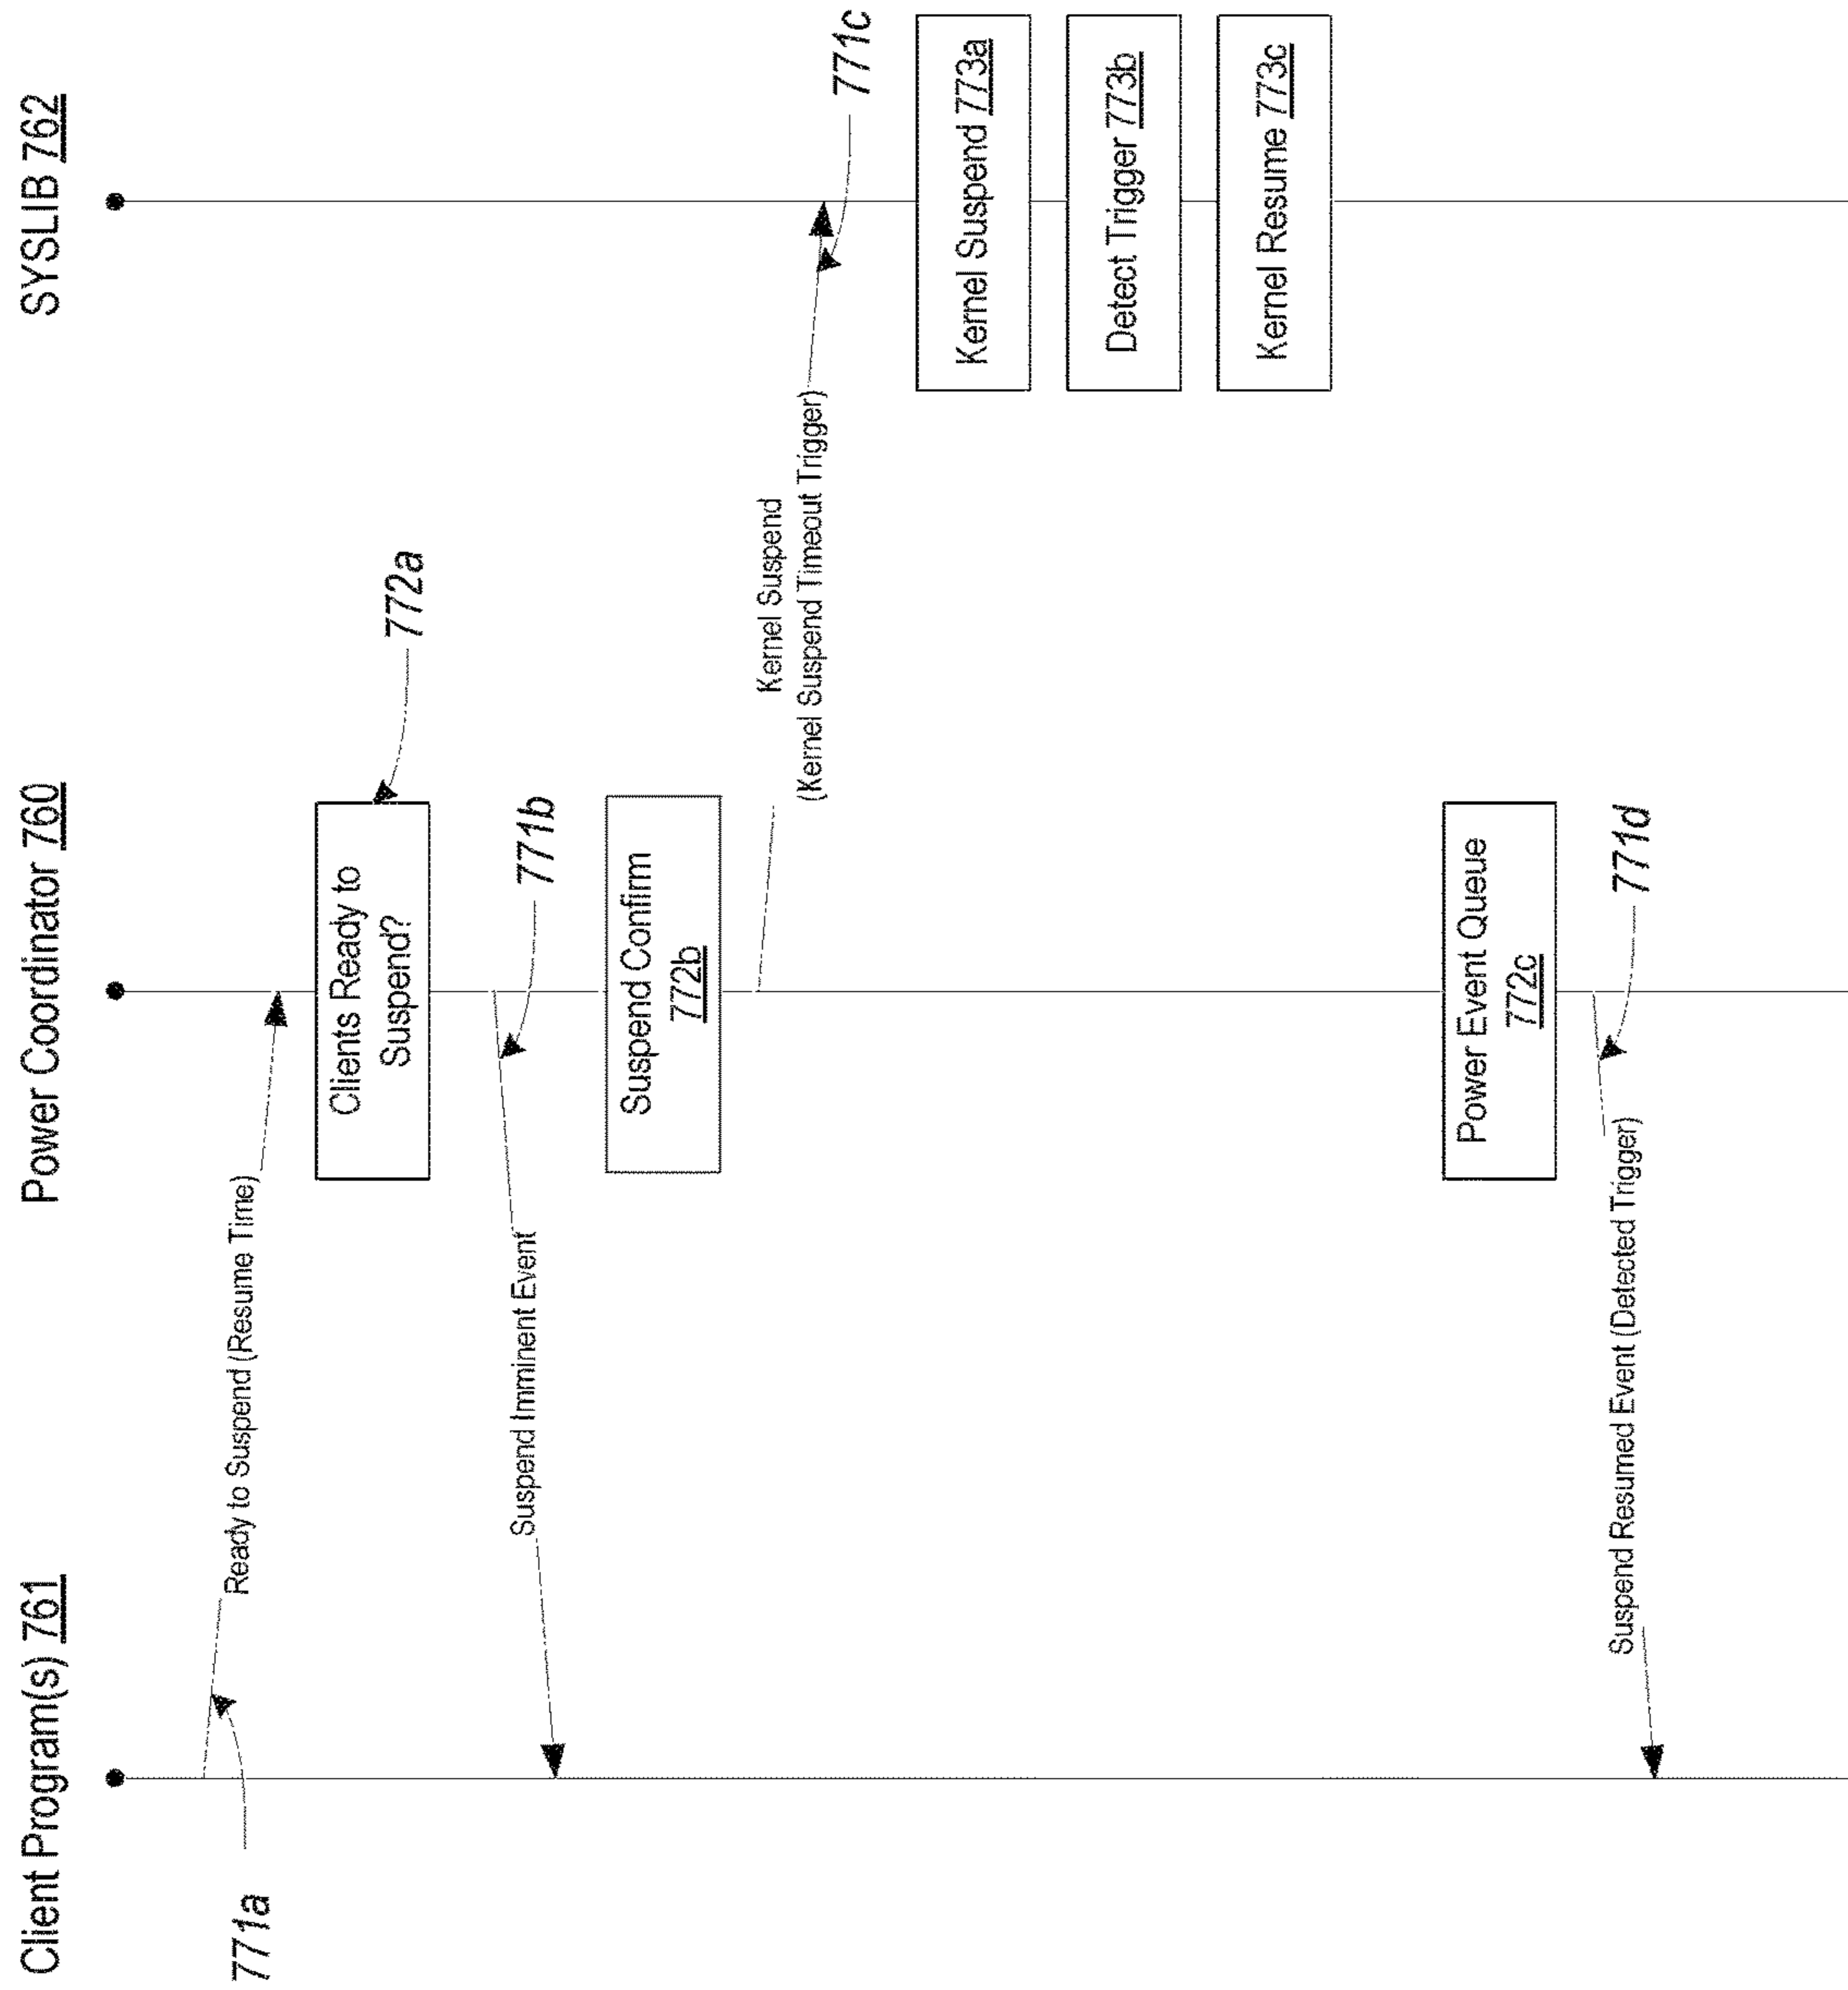 Client Program(s) 761
Power Coordinator 760
SYSLIB 762
771a
Ready to Suspend (Resume Time)
Clients Ready to
Suspend?
772a
771b
Suspend Imminent Event
Suspend Confirm
772b
Kernel Suspend
(Kernel Suspend Timeout Trigger)
771c
Kernel Suspend 773a
Detect Trigger 773b
Kernel Resume 773c
Power Event Queue
772c
771d
Suspend Resumed Event (Detected Trigger)